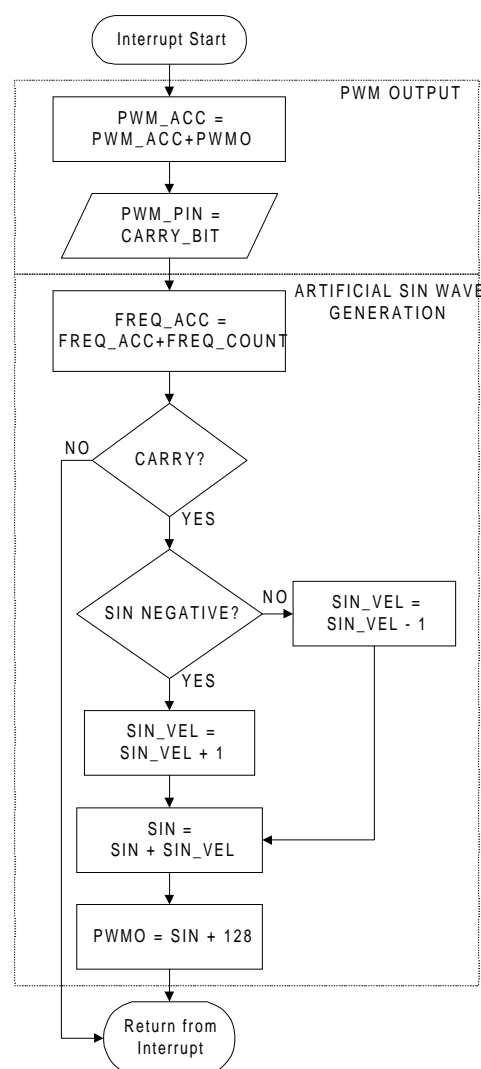 Interrupt Start
PWM OUTPUT
PWM_ACC =
PWM_ACC+PWMO
PWM_PIN =
CARRY_BIT
ARTIFICIAL SIN WAVE
GENERATION
FREQ_ACC =
FREQ_ACC+FREQ_COUNT
NO
CARRY?
YES
SIN NEGATIVE?
NO
SIN_VEL =
SIN_VEL - 1
YES
SIN_VEL =
SIN_VEL + 1
SIN =
SIN + SIN_VEL
PWMO = SIN + 128
Return from
Interrupt